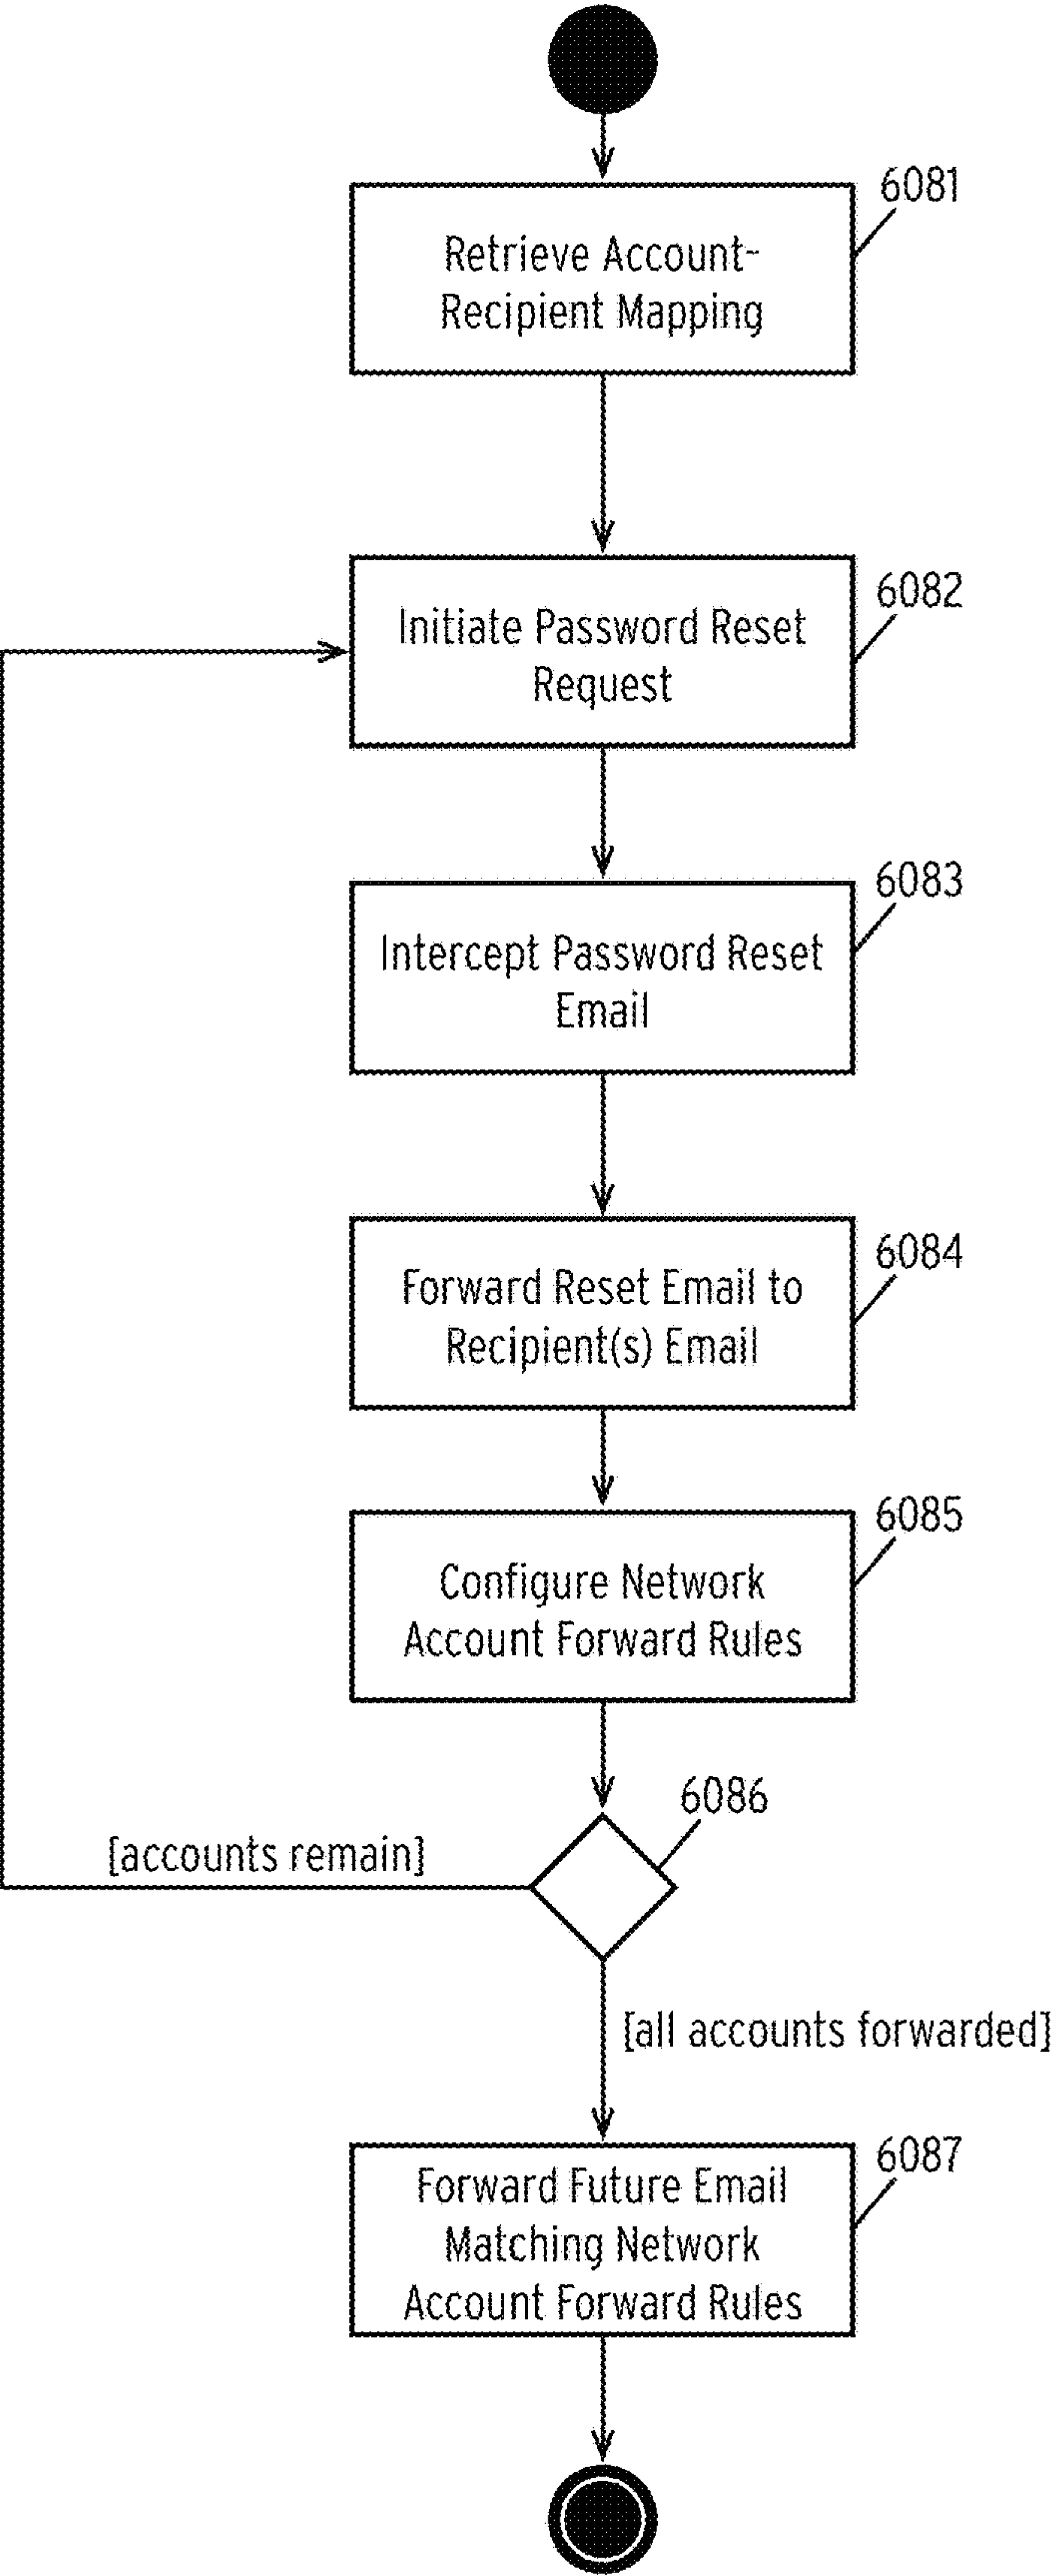 6081
Retrieve Account-
Recipient Mapping
6082
Initiate Password Reset
Request
6083
Intercept Password Reset
Email
6084
Forward Reset Email to
Recipient(s) Email
6085
Configure Network
Account Forward Rules
6086
[accounts remain]
[all accounts forwarded]
6087
Forward Future Email
Matching Network
Account Forward Rules